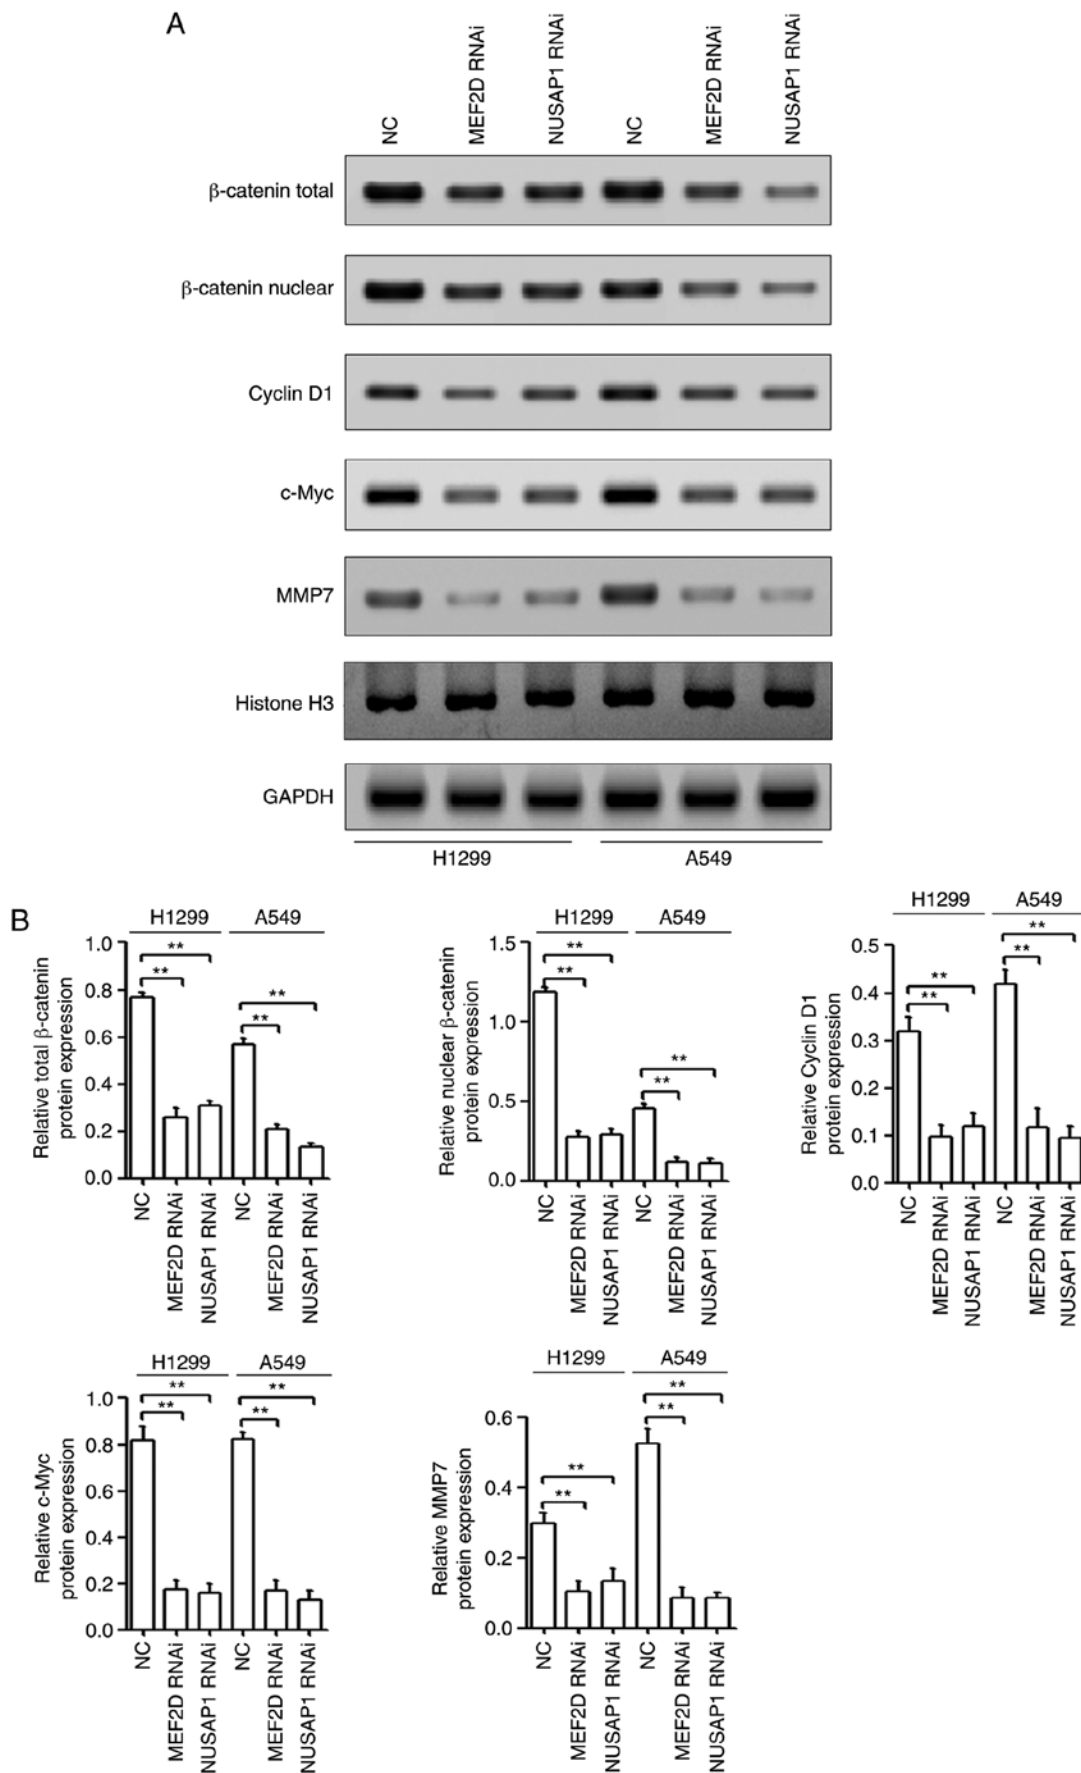 A
NC
MEF2D RNAi
NUSAP1 RNAi
NC
MEF2D RNAi
NUSAP1 RNAi
β-catenin total
β-catenin nuclear
Cyclin D1
c-Myc
MMP7
Histone H3
GAPDH
H1299 A549
B
H1299 A549
Relative total β-catenin
protein expression
1.0
0.8
0.6
0.4
0.2
0.0
** ** ** **
NC
MEF2D RNAi
NUSAP1 RNAi
NC
MEF2D RNAi
NUSAP1 RNAi
H1299 A549
Relative nuclear β-catenin
protein expression
1.5
1.0
0.5
0.0
** ** ** **
NC
MEF2D RNAi
NUSAP1 RNAi
NC
MEF2D RNAi
NUSAP1 RNAi
H1299 A549
Relative Cyclin D1
protein expression
0.5
0.4
0.3
0.2
0.1
0.0
** ** ** **
NC
MEF2D RNAi
NUSAP1 RNAi
NC
MEF2D RNAi
NUSAP1 RNAi
H1299 A549
Relative c-Myc
protein expression
1.0
0.8
0.6
0.4
0.2
0.0
** ** ** **
NC
MEF2D RNAi
NUSAP1 RNAi
NC
MEF2D RNAi
NUSAP1 RNAi
H1299 A549
Relative MMP7
protein expression
0.6
0.4
0.2
0.0
** ** ** **
NC
MEF2D RNAi
NUSAP1 RNAi
NC
MEF2D RNAi
NUSAP1 RNAi